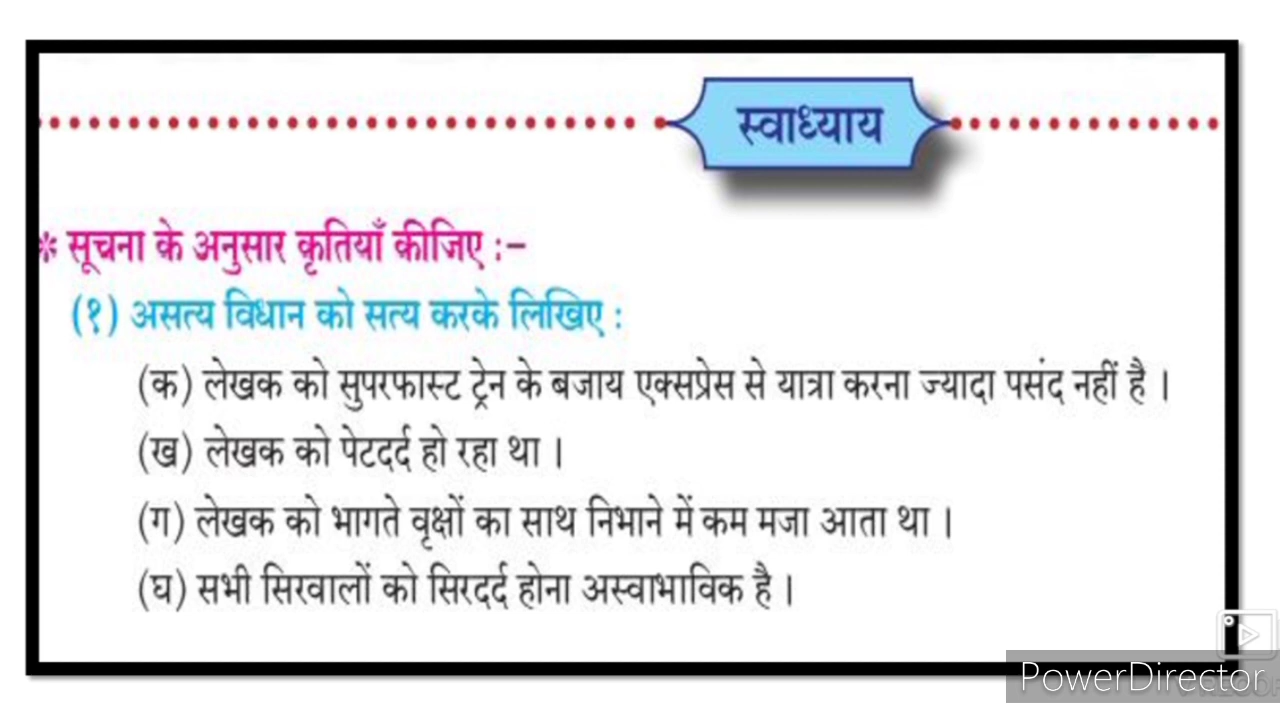 स्वाध्याय
* सूचना के अनुसार कृतियाँ कीजिए :-
(१) असत्य विधान को सत्य करके लिखिए :
(क) लेखक को सुपरफास्ट ट्रेन के बजाय एक्सप्रेस से यात्रा करना ज्यादा पसंद नहीं है ।
(ख) लेखक को पेटदर्द हो रहा था ।
(ग) लेखक को भागते वृक्षों का साथ निभाने में कम मजा आता था ।
(घ) सभी सिरवालों को सिरदर्द होना अस्वाभाविक है ।
PowerDirector